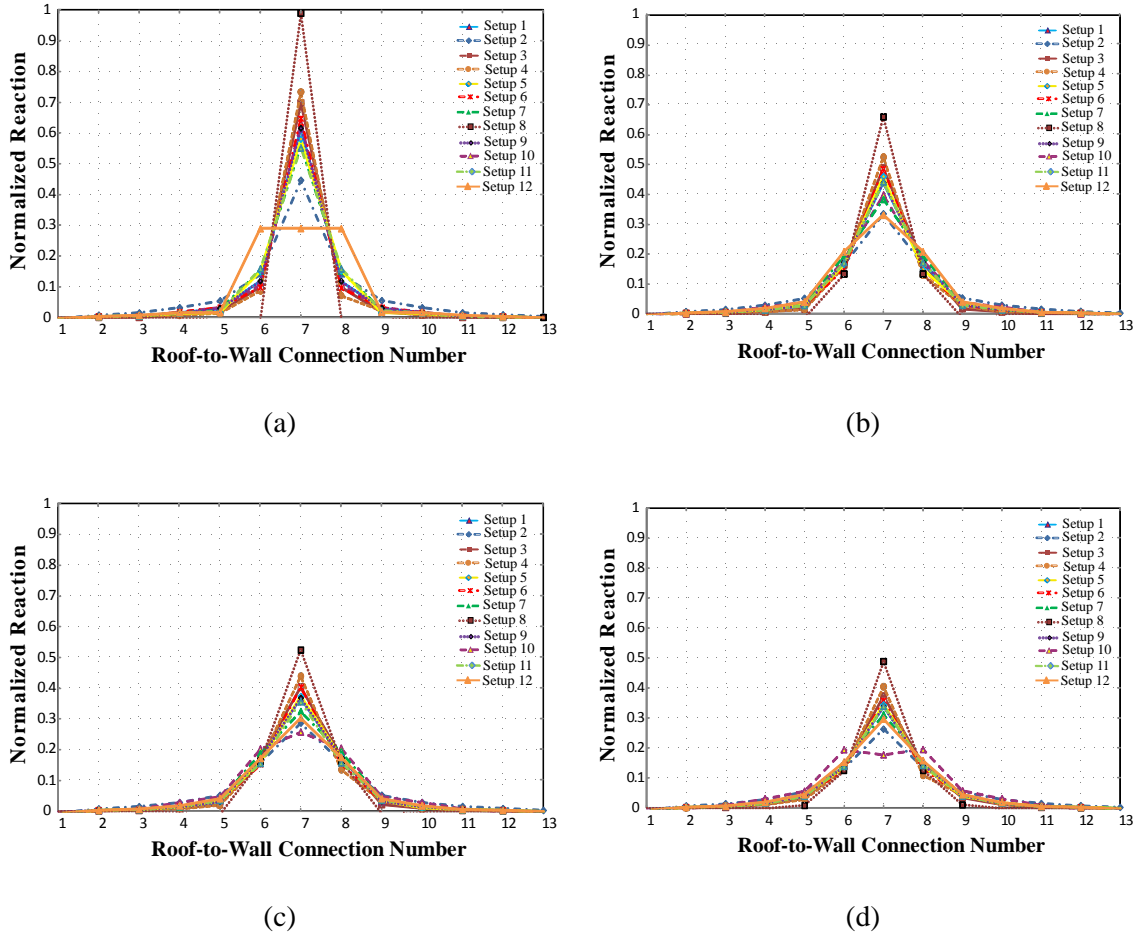 1
0.9
0.8
0.7
0.6
0.5
0.4
0.3
0.2
0.1
0
Normalized Reaction
Setup 1
Setup 2
Setup 3
Setup 4
Setup 5
Setup 6
Setup 7
Setup 8
Setup 9
Setup 10
Setup 11
Setup 12
1 2 3 4 5 6 7 8 9 10 11 12 13
Roof-to-Wall Connection Number
(a)
1
0.9
0.8
0.7
0.6
0.5
0.4
0.3
0.2
0.1
0
Normalized Reaction
Setup 1
Setup 2
Setup 3
Setup 4
Setup 5
Setup 6
Setup 7
Setup 8
Setup 9
Setup 10
Setup 11
Setup 12
1 2 3 4 5 6 7 8 9 10 11 12 13
Roof-to-Wall Connection Number
(b)
1
0.9
0.8
0.7
0.6
0.5
0.4
0.3
0.2
0.1
0
Normalized Reaction
Setup 1
Setup 2
Setup 3
Setup 4
Setup 5
Setup 6
Setup 7
Setup 8
Setup 9
Setup 10
Setup 11
Setup 12
1 2 3 4 5 6 7 8 9 10 11 12 13
Roof-to-Wall Connection Number
(c)
1
0.9
0.8
0.7
0.6
0.5
0.4
0.3
0.2
0.1
0
Normalized Reaction
Setup 1
Setup 2
Setup 3
Setup 4
Setup 5
Setup 6
Setup 7
Setup 8
Setup 9
Setup 10
Setup 11
Setup 12
1 2 3 4 5 6 7 8 9 10 11 12 13
Roof-to-Wall Connection Number
(d)